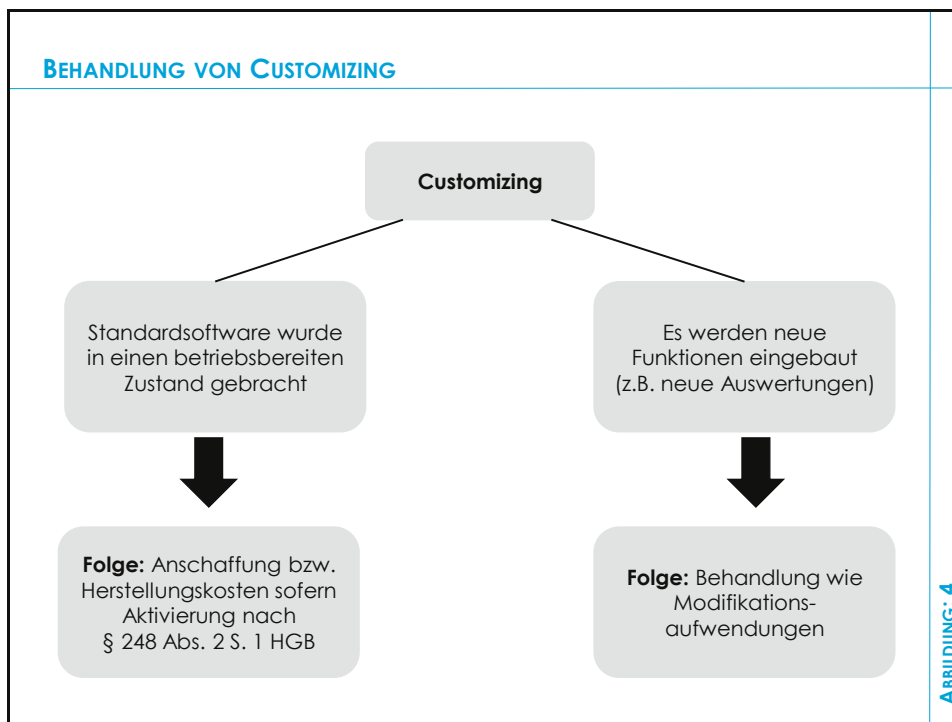 BEHANDLUNG VON CUSTOMIZING
Customizing
Standardsoftware wurde
in einen betriebsbereiten
Zustand gebracht
Es werden neue
Funktionen eingebaut
(z.B. neue Auswertungen)
Folge: Anschaffung bzw.
Herstellungskosten sofern
Aktivierung nach
§ 248 Abs. 2 S. 1 HGB
Folge: Behandlung wie
Modifikations-
aufwendungen
ABBILDUNG: 4